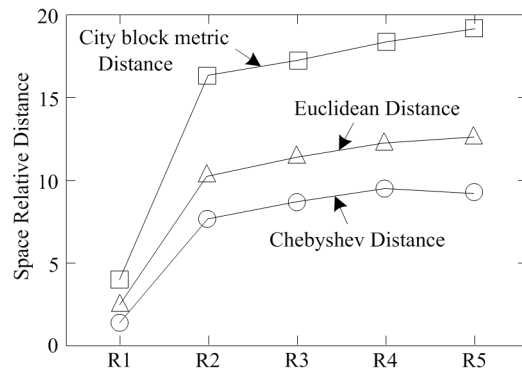 20
City block metric
Distance
15
Euclidean Distance
10
Chebyshev Distance
5
0
Space Relative Distance
R1 R2 R3 R4 R5